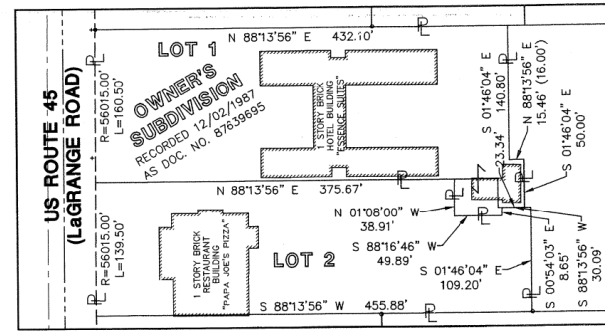 US ROUTE 45
(LaGRANGE ROAD)
R=56015.00'
L=160.50'
R=56015.00'
L=139.50'
LOT 1
OWNER'S
SUBDIVISION
RECORDED 12/02/1987
AS DOC. NO. 87639695
N 88°13'56" E 432.10'
1 STORY BRICK
HOTEL BUILDING
"ESSENCE SUITES"
S 01°46'04" E
140.80'
N 88°13'56" E
15.46' (16.00')
S 01°46'04" E
50.00'
23.34'
N 88°13'56" E 375.67'
N 01°08'00" W
38.91'
S 88°16'46" W
49.89'
S 01°46'04" E
109.20'
S 00°54'03" E
8.65'
S 88°13'56" W
30.09'
1 STORY BRICK
RESTAURANT
BUILDING
"PAPA JOE'S PIZZA"
LOT 2
S 88°13'56" W 455.88'